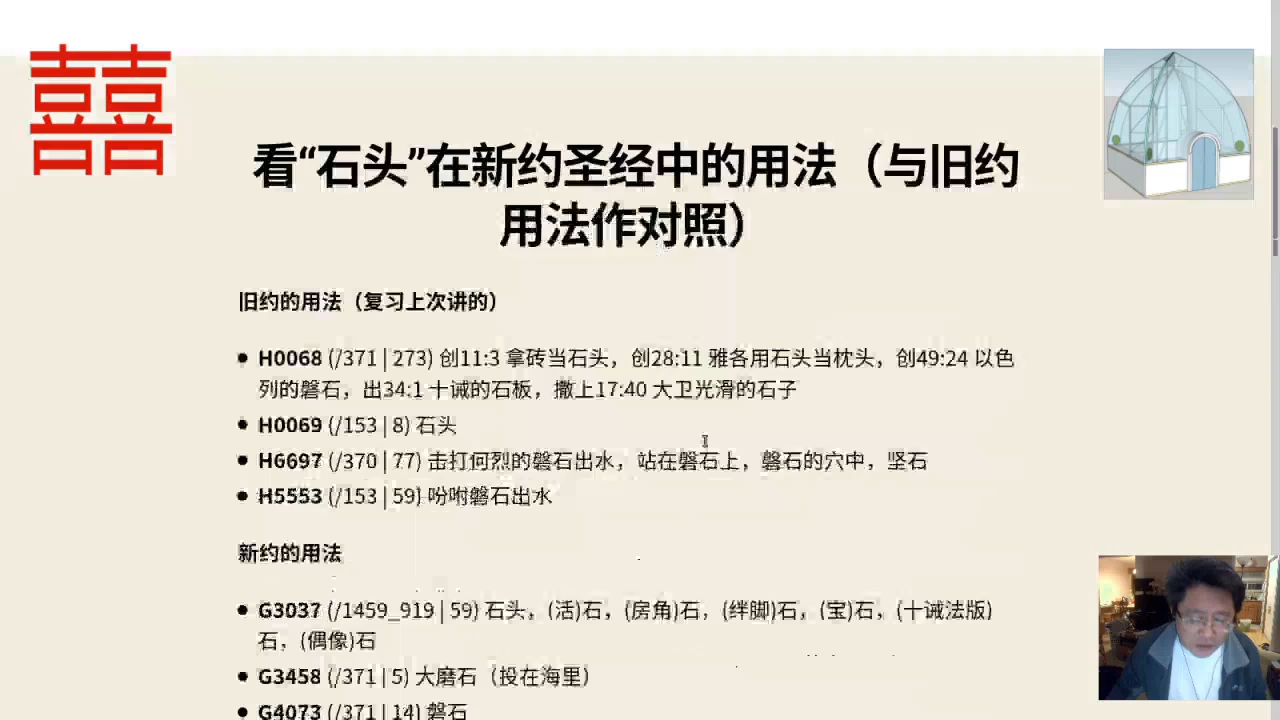 囍
看“石头”在新约圣经中的用法（与旧约
用法作对照）
旧约的用法（复习上次讲的）
H0068 (/371 | 273) 创11:3 拿砖当石头，创28:11 雅各用石头当枕头，创49:24 以色
列的磐石，出34:1 十诫的石板，撒上17:40 大卫光滑的石子
H0069 (/153 | 8) 石头
H6697 (/370 | 77) 击打何烈的磐石出水，站在磐石上，磐石的穴中，坚石
H5553 (/153 | 59) 吩咐磐石出水
新约的用法
G3037 (/1459_919 | 59) 石头，(活)石，(房角)石，(绊脚)石，(宝)石，(十诫法版)
石，(偶像)石
G3458 (/371 | 5) 大磨石（投在海里）
G4073 (/371 | 14) 磐石